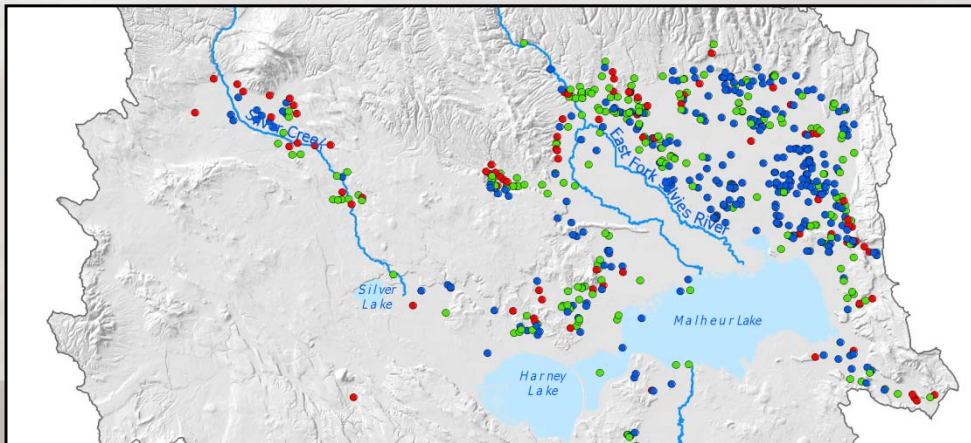 Silver Creek
East Fork Silvies River
Silver
Lake
Malheur Lake
Harney
Lake